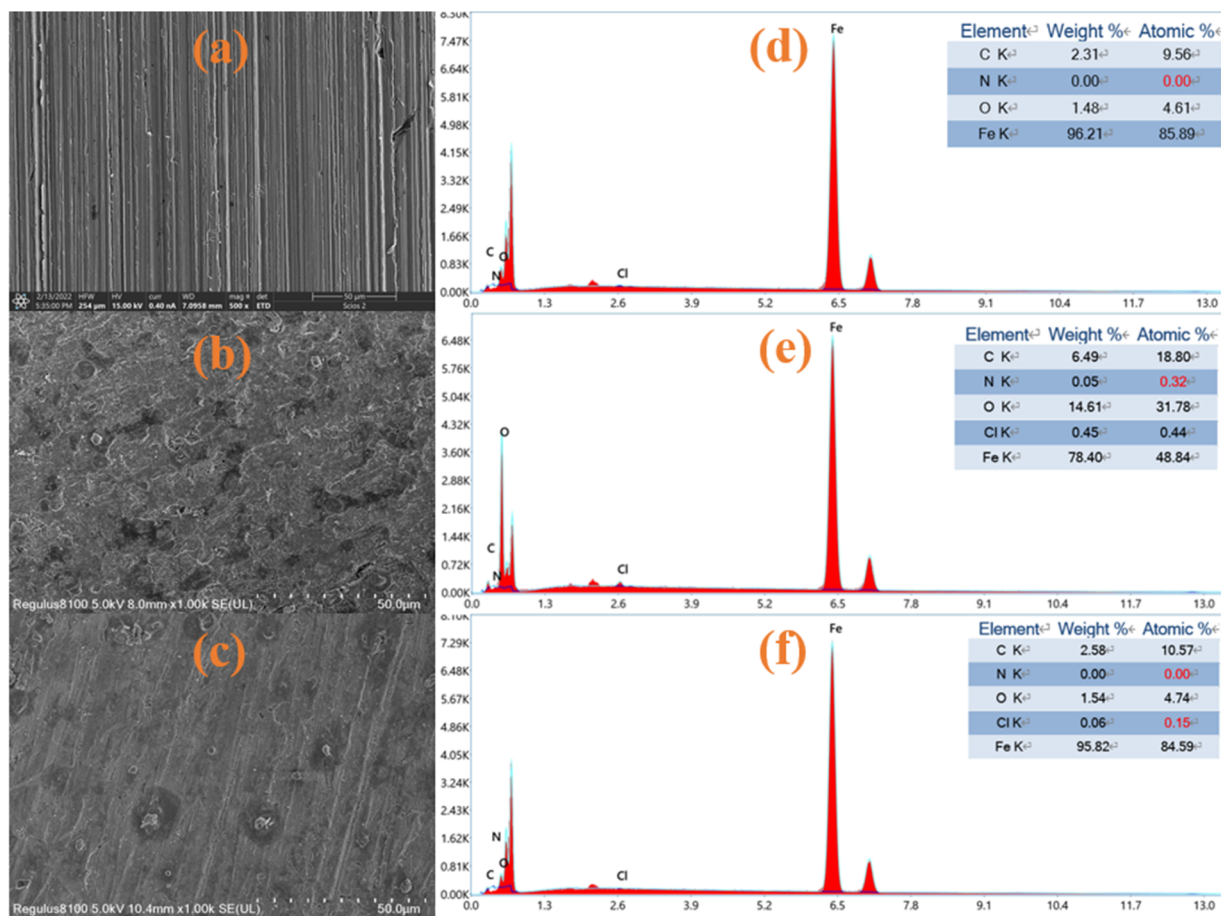 (a)
2/13/2022 HFW HV curr WD mag det
5:35:00 PM 254 µm 15.00 kV 0.40 nA 7.0958 mm 500 x ETD
50 µm
Scios 2
(b)
Regulus8100 5.0kV 8.0mm x1.00k SE(UL)
50.0µm
(c)
Regulus8100 5.0kV 10.4mm x1.00k SE(UL)
50.0µm
(d)
8.30K
7.47K
6.64K
5.81K
4.98K
4.15K
3.32K
2.49K
1.66K
0.83K
0.00K
C
N
O
Cl
Fe
0.0 1.3 2.6 3.9 5.2 6.5 7.8 9.1 10.4 11.7 13.0
Element↵ Weight %← Atomic %
C K↵ 2.31↵ 9.56↵
N K↵ 0.00↵ 0.00↵
O K↵ 1.48↵ 4.61↵
Fe K↵ 96.21↵ 85.89↵
(e)
6.48K
5.76K
5.04K
4.32K
3.60K
2.88K
2.16K
1.44K
0.72K
0.00K
O
C
N
Cl
Fe
0.0 1.3 2.6 3.9 5.2 6.5 7.8 9.1 10.4 11.7 13.0
Element↵ Weight %← Atomic %←
C K↵ 6.49↵ 18.80↵
N K↵ 0.05↵ 0.32↵
O K↵ 14.61↵ 31.78↵
Cl K↵ 0.45↵ 0.44↵
Fe K↵ 78.40↵ 48.84↵
(f)
8.10K
7.29K
6.48K
5.67K
4.86K
4.05K
3.24K
2.43K
1.62K
0.81K
0.00K
N
O
C
Cl
Fe
0.0 1.3 2.6 3.9 5.2 6.5 7.8 9.1 10.4 11.7 13.0
Element↵ Weight %← Atomic %←
C K↵ 2.58↵ 10.57↵
N K↵ 0.00↵ 0.00↵
O K↵ 1.54↵ 4.74↵
Cl K↵ 0.06↵ 0.15↵
Fe K↵ 95.82↵ 84.59↵